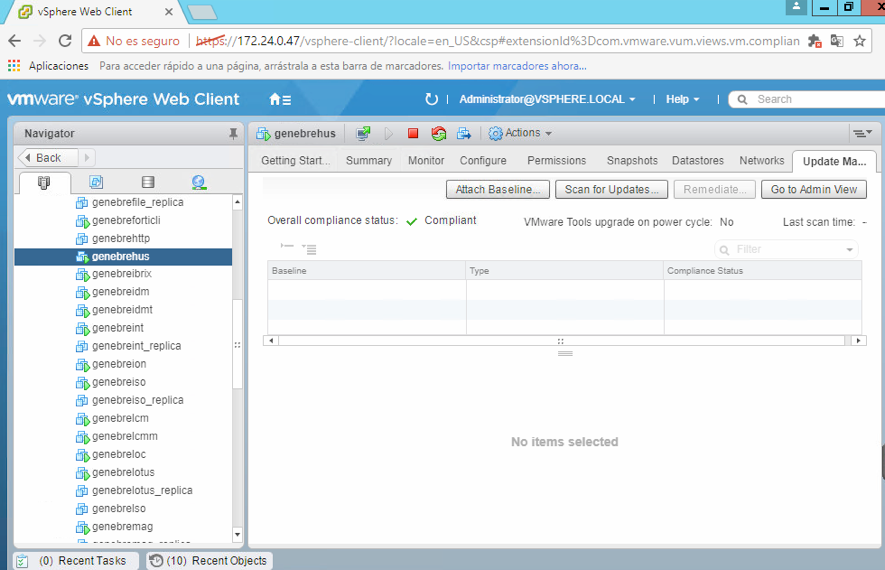 vSphere Web Client
No es seguro https://172.24.0.47/vsphere-client/?locale=en_US&csp#extensionId%3Dcom.vmware.vum.views.vm.complian
Aplicaciones Para acceder rápido a una página, arrástrala a esta barra de marcadores. Importar marcadores ahora...
vmware® vSphere Web Client Administrator@VSPHERE.LOCAL Help Search
Navigator
Back
genebrefile_replica
genebreforticli
genebrehttp
genebrehus
genebreibrix
genebreidm
genebreidmt
genebreint
genebreint_replica
genebreion
genebreiso
genebreiso_replica
genebrelcm
genebrelcmm
genebreloc
genebrelotus
genebrelotus_replica
genebrelso
genebremag
genebremag_replica
genebrehus Actions
Getting Start... Summary Monitor Configure Permissions Snapshots Datastores Networks Update Ma...
Attach Baseline... Scan for Updates... Remediate... Go to Admin View
Overall compliance status: Compliant VMware Tools upgrade on power cycle: No Last scan time: -
Filter
Baseline Type Compliance Status
No items selected
(0) Recent Tasks (10) Recent Objects